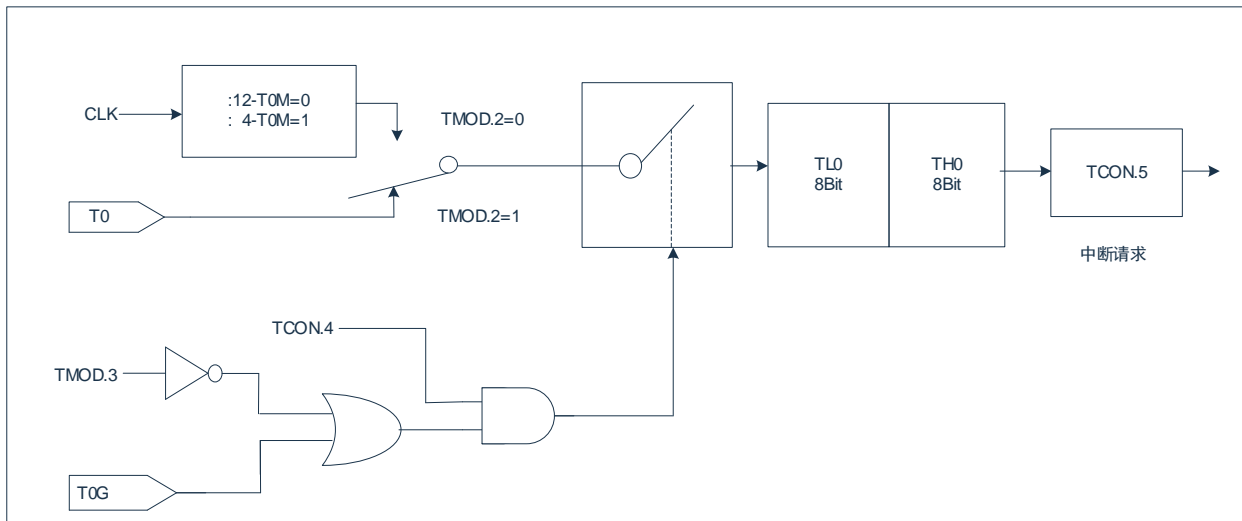 :12-T0M=0
: 4-T0M=1
CLK
TMOD.2=0
TMOD.2=1
T0
TL0
8Bit
TH0
8Bit
TCON.5
中断请求
TCON.4
TMOD.3
T0G